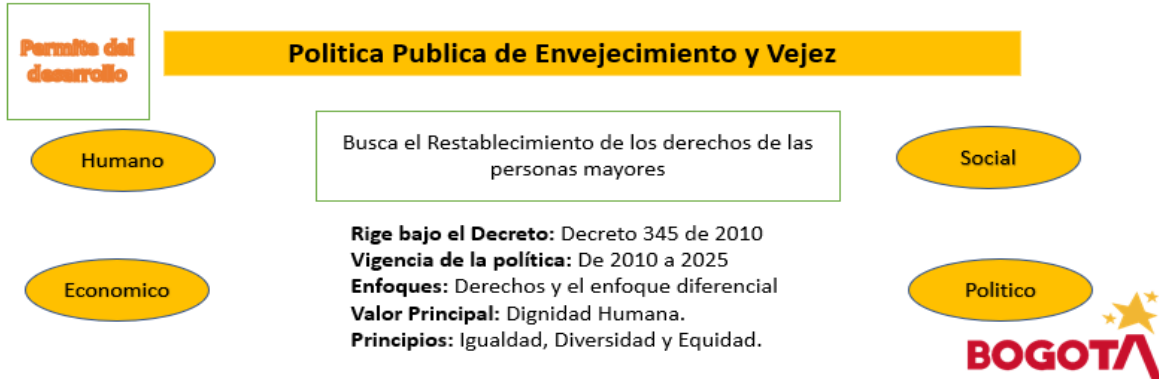 Permite del
desarrollo
Politica Publica de Envejecimiento y Vejez
Humano
Busca el Restablecimiento de los derechos de las
personas mayores
Social
Rige bajo el Decreto: Decreto 345 de 2010
Vigencia de la política: De 2010 a 2025
Enfoques: Derechos y el enfoque diferencial
Valor Principal: Dignidad Humana.
Principios: Igualdad, Diversidad y Equidad.
Economico
Politico
BOGOTÁ